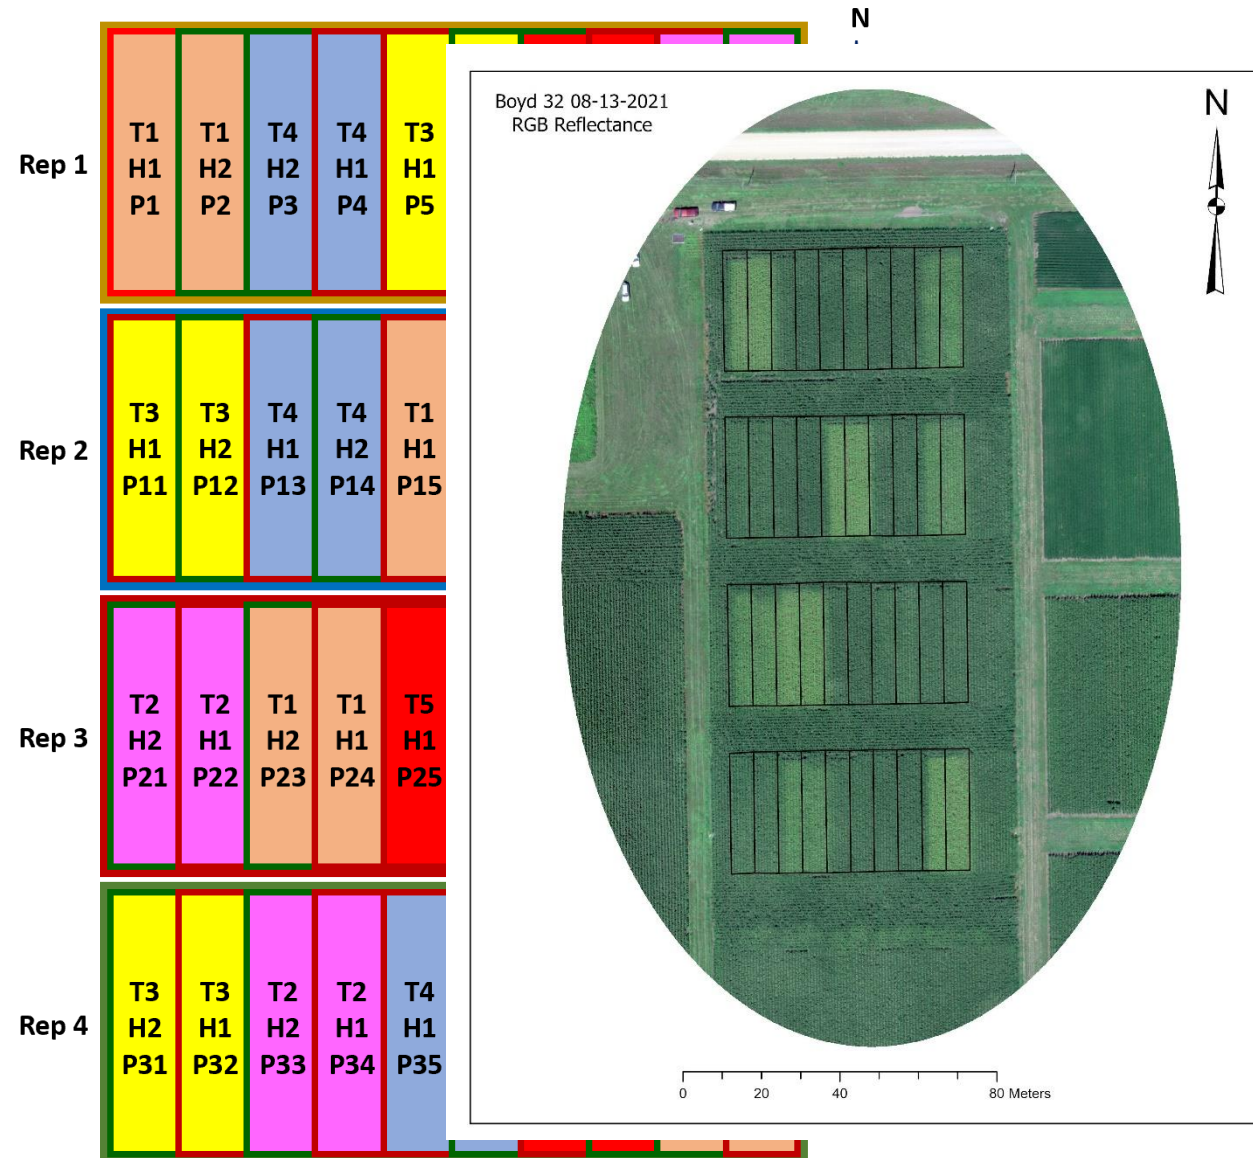 N
Rep 1
T1
H1
P1
T1
H2
P2
T4
H2
P3
T4
H1
P4
T3
H1
P5
Rep 2
T3
H1
P11
T3
H2
P12
T4
H1
P13
T4
H2
P14
T1
H1
P15
Rep 3
T2
H2
P21
T2
H1
P22
T1
H2
P23
T1
H1
P24
T5
H1
P25
Rep 4
T3
H2
P31
T3
H1
P32
T2
H2
P33
T2
H1
P34
T4
H1
P35
Boyd 32 08-13-2021
RGB Reflectance
N
0 20 40 80 Meters